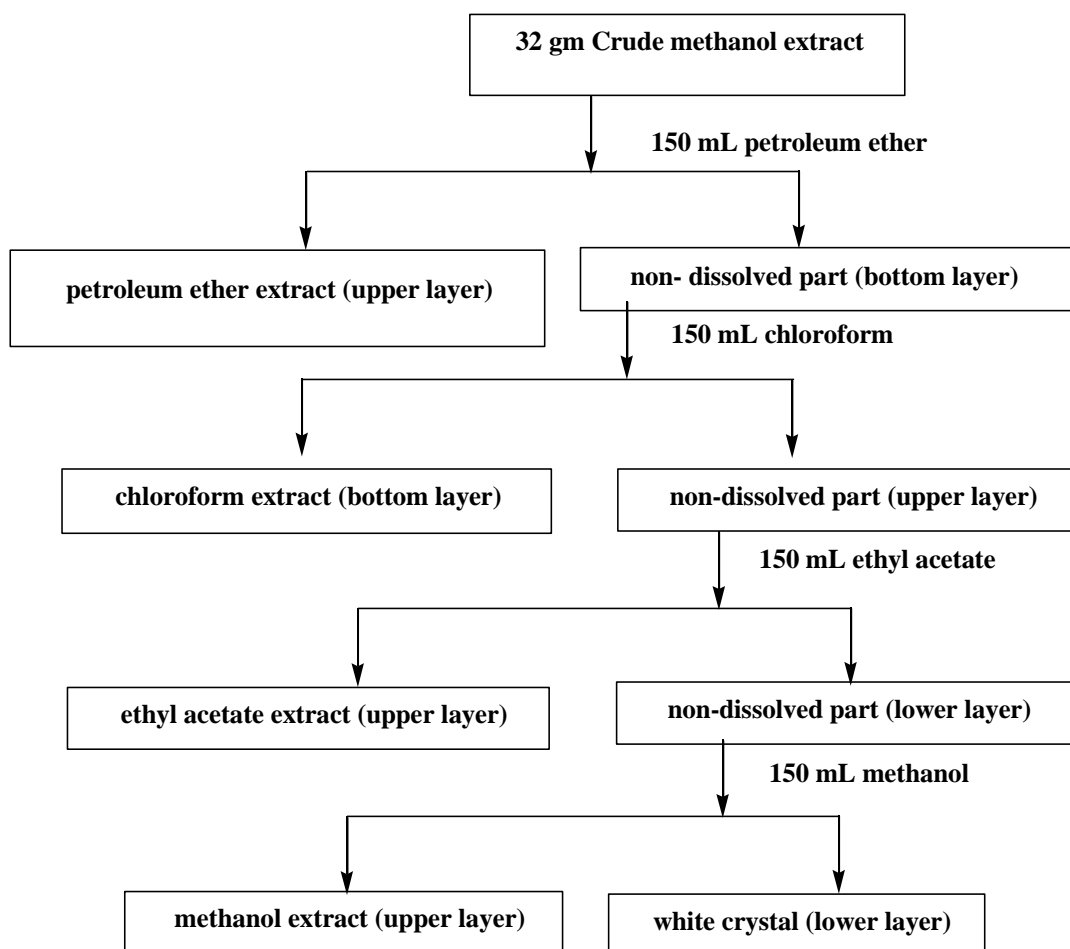 32 gm Crude methanol extract
150 mL petroleum ether
petroleum ether extract (upper layer)
non- dissolved part (bottom layer)
150 mL chloroform
chloroform extract (bottom layer)
non-dissolved part (upper layer)
150 mL ethyl acetate
ethyl acetate extract (upper layer)
non-dissolved part (lower layer)
150 mL methanol
methanol extract (upper layer)
white crystal (lower layer)